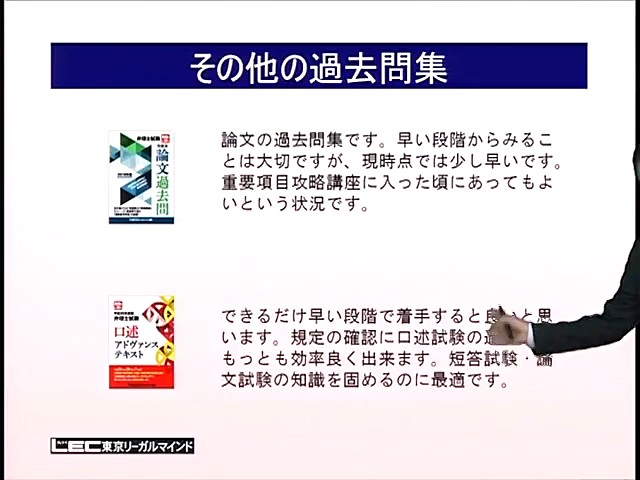 その他の過去問集
弁理士試験
論文過去問
論文の過去問集です。早い段階からみるこ
とは大切ですが、現時点では少し早いです。
重要項目攻略講座に入った頃にあってもよ
いという状況です。
弁理士試験
口述
アドヴァンス
テキスト
できるだけ早い段階で着手すると良いと思
います。規定の確認に口述試験の
もっとも効率良く出来ます。短答試験・論
文試験の知識を固めるのに最適です。
LEC東京リーガルマインド